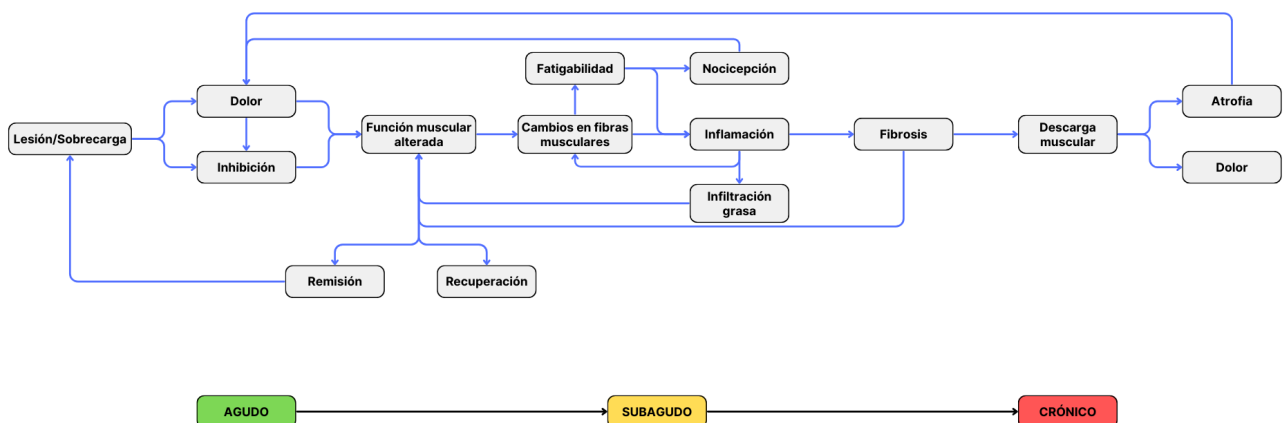 Fatigabilidad
Nocicepción
Dolor
Atrofia
Lesión/Sobrecarga
Función muscular
alterada
Cambios en fibras
musculares
Inflamación
Fibrosis
Descarga
muscular
Inhibición
Dolor
Infiltración
grasa
Remisión
Recuperación
AGUDO
SUBAGUDO
CRÓNICO